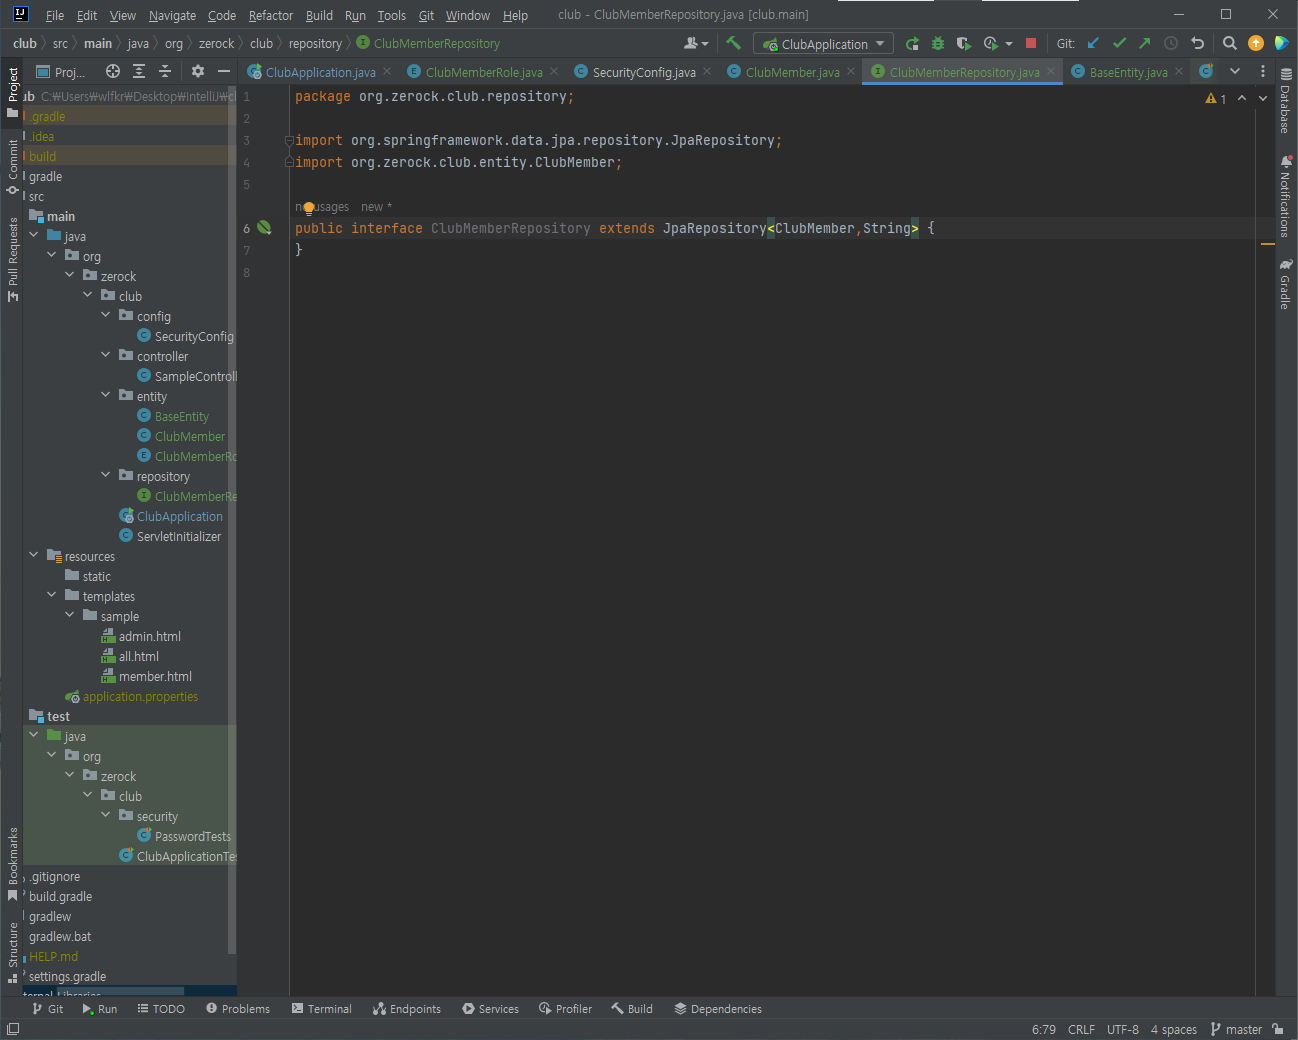 File Edit View Navigate Code Refactor Build Run Tools Git Window Help club - ClubMemberRepository.java [club.main]
club src main java org zerock club repository ClubMemberRepository ClubApplication Git:
Project
Commit
Pull Requests
Bookmarks
Structure
Proj...
ClubApplication.java ClubMemberRole.java SecurityConfig.java ClubMember.java ClubMemberRepository.java BaseEntity.java
ub C:₩Users₩wlfkr₩Desktop₩IntelliJ₩cl
.gradle
.idea
build
gradle
src
main
java
org
zerock
club
config
SecurityConfig
controller
SampleControll
entity
BaseEntity
ClubMember
ClubMemberRo
repository
ClubMemberRe
ClubApplication
ServletInitializer
resources
static
templates
sample
admin.html
all.html
member.html
application.properties
test
java
org
zerock
club
security
PasswordTests
ClubApplicationTes
.gitignore
build.gradle
gradlew
gradlew.bat
HELP.md
settings.gradle
ternal Libraries
1 package org.zerock.club.repository;
2
3 import org.springframework.data.jpa.repository.JpaRepository;
4 import org.zerock.club.entity.ClubMember;
5
usages new *
6 public interface ClubMemberRepository extends JpaRepository<ClubMember,String> {
7 }
8
1
Database
Notifications
Gradle
Git Run TODO Problems Terminal Endpoints Services Profiler Build Dependencies
6:79 CRLF UTF-8 4 spaces master